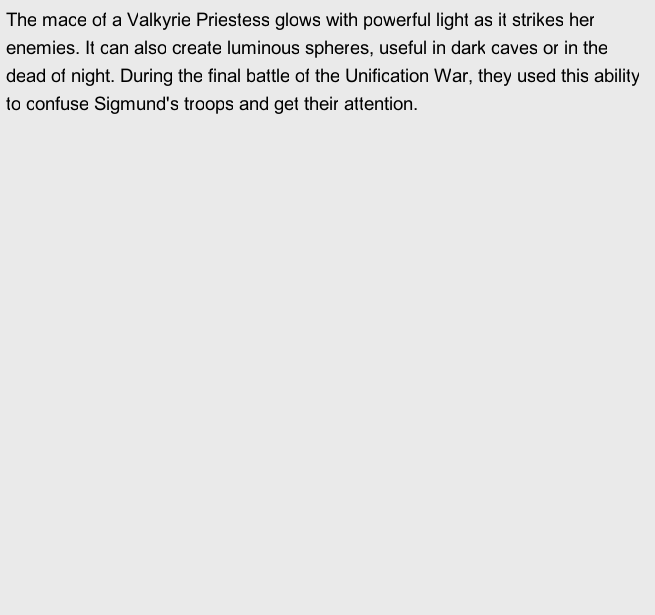 The mace of a Valkyrie Priestess glows with powerful light as it strikes her
enemies. It can also create luminous spheres, useful in dark caves or in the
dead of night. During the final battle of the Unification War, they used this ability
to confuse Sigmund's troops and get their attention.